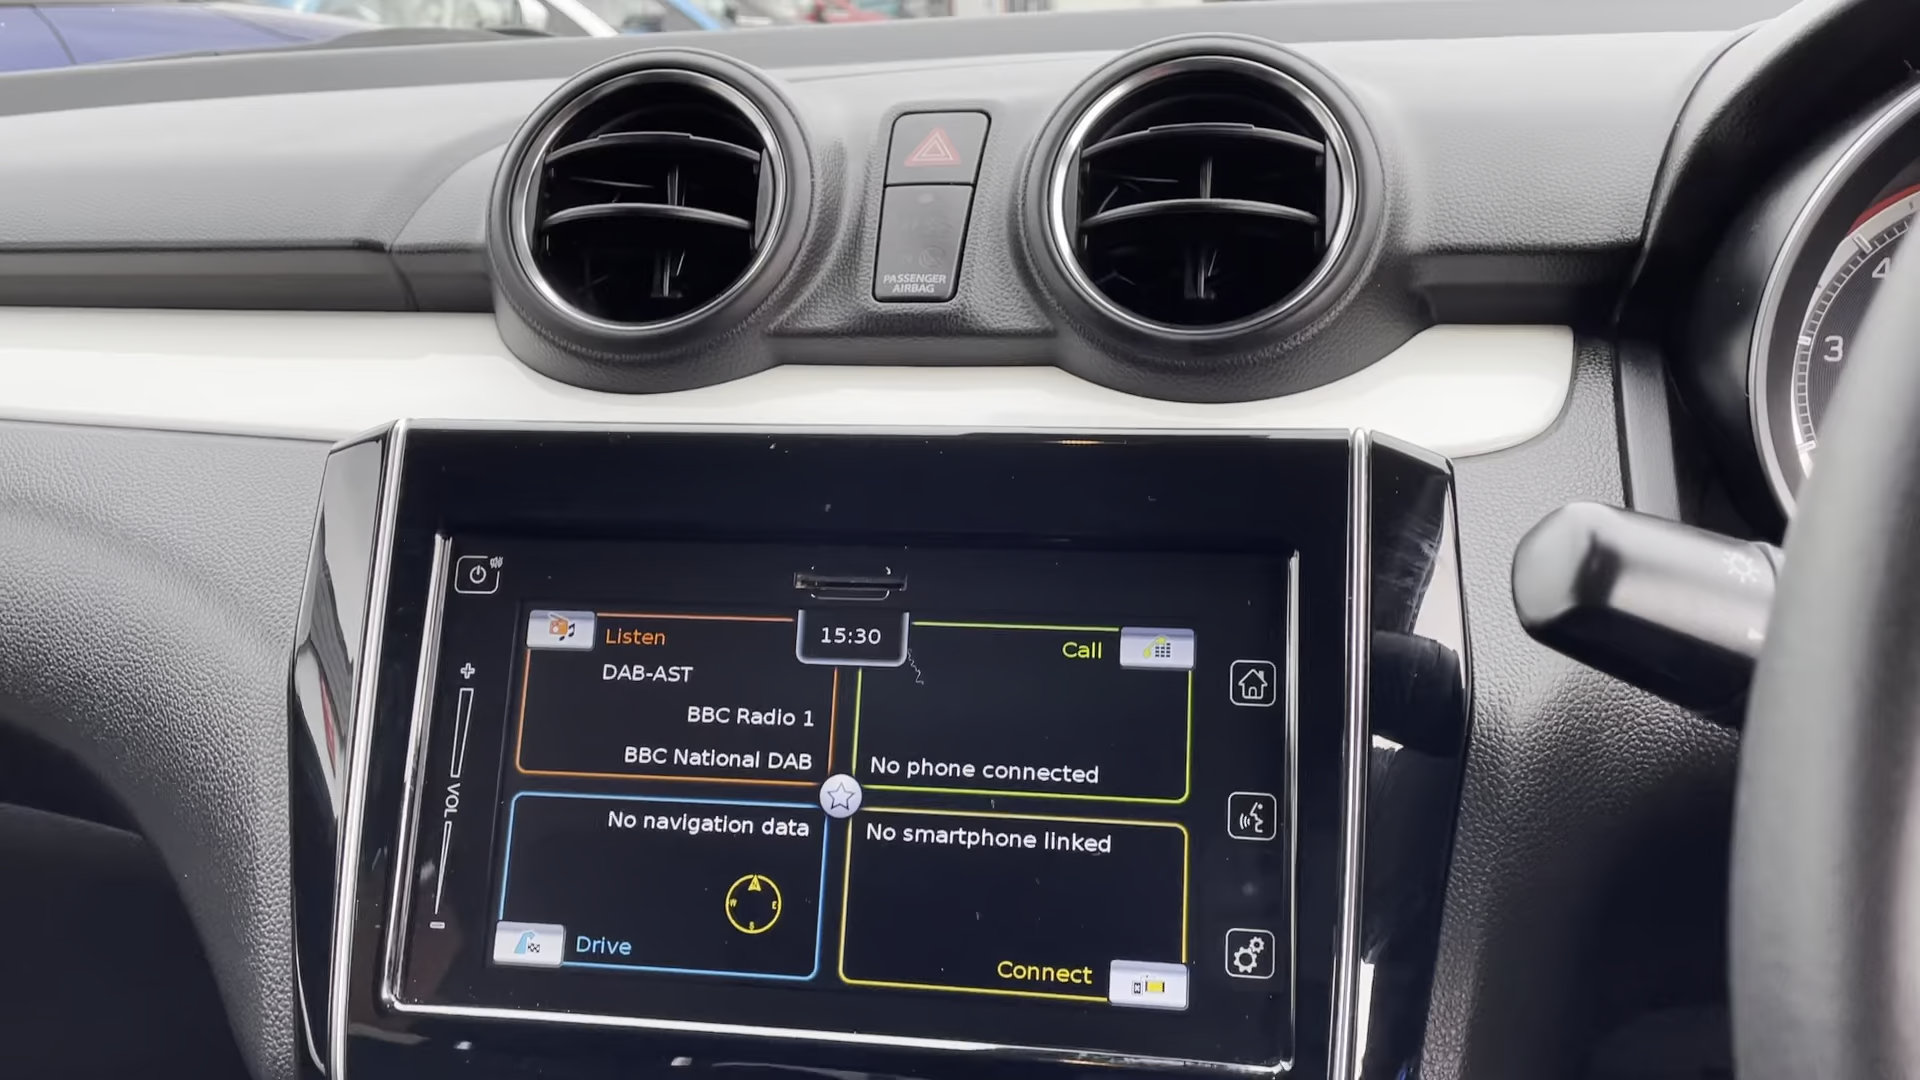 PASSENGER
AIRBAG
4
3
15:30
Listen
DAB-AST
BBC Radio 1
BBC National DAB
Call
No phone connected
VOL
No navigation data
N
W E
S
Drive
No smartphone linked
Connect